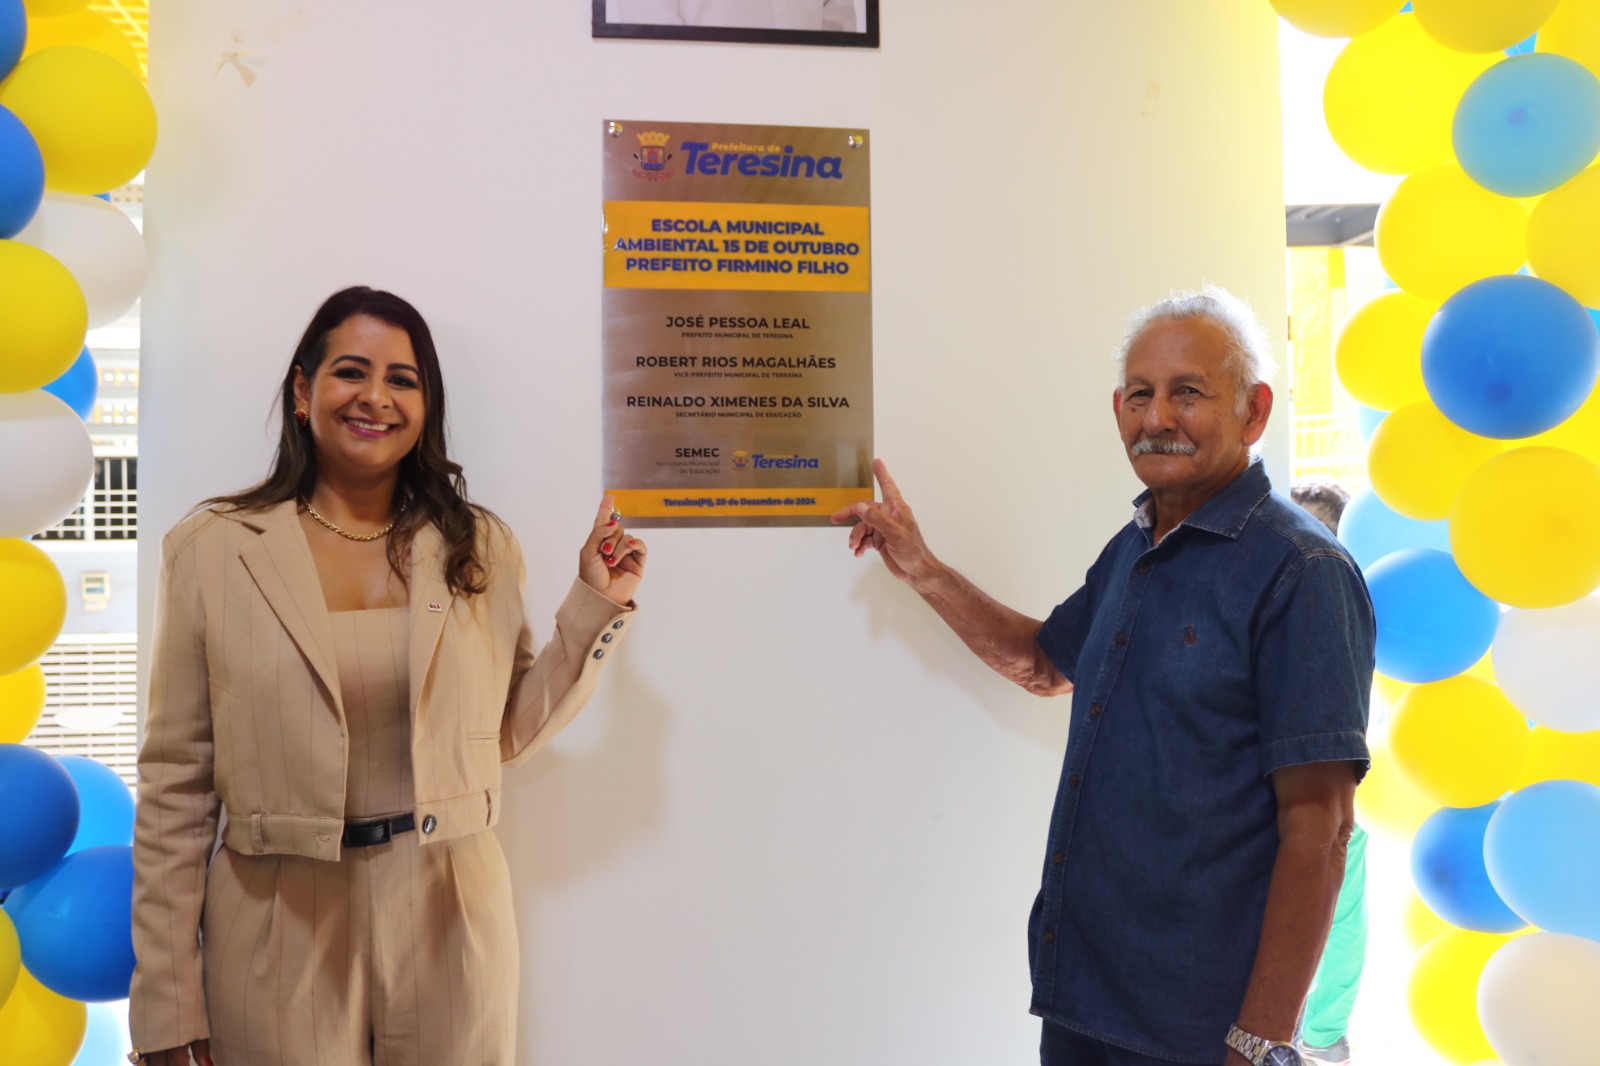 Prefeitura de
Teresina
ESCOLA MUNICIPAL
AMBIENTAL 15 DE OUTUBRO
PREFEITO FIRMINO FILHO
JOSÉ PESSOA LEAL
PREFEITO MUNICIPAL DE TERESINA
ROBERT RIOS MAGALHÃES
VICE-PREFEITO MUNICIPAL DE TERESINA
REINALDO XIMENES DA SILVA
SECRETÁRIO MUNICIPAL DE EDUCAÇÃO
SEMEC
Secretaria Municipal
de Educação
Teresina
Teresina(PI), 20 de Dezembro de 2024